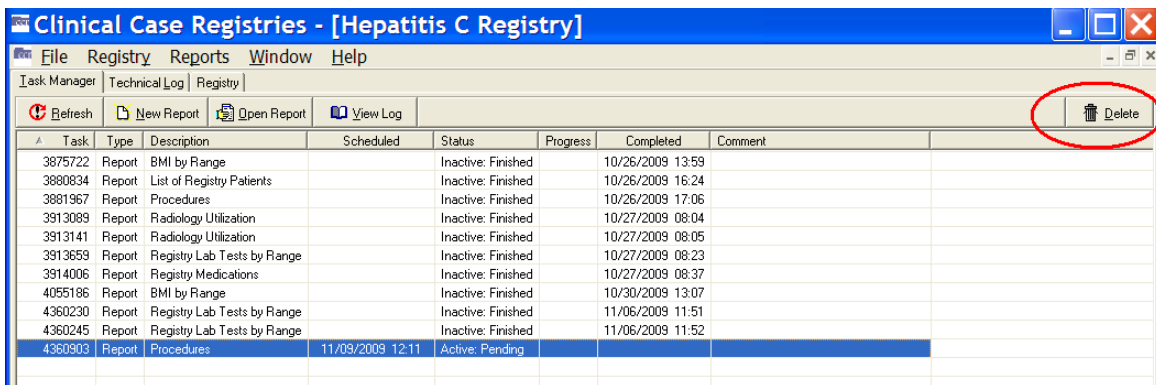 Clinical Case Registries - [Hepatitis C Registry]
File Registry Reports Window Help
Task Manager Technical Log Registry
Refresh New Report Open Report View Log Delete
Task Type Description Scheduled Status Progress Completed Comment
3875722 Report BMI by Range Inactive: Finished 10/26/2009 13:59
3880834 Report List of Registry Patients Inactive: Finished 10/26/2009 16:24
3881967 Report Procedures Inactive: Finished 10/26/2009 17:06
3913089 Report Radiology Utilization Inactive: Finished 10/27/2009 08:04
3913141 Report Radiology Utilization Inactive: Finished 10/27/2009 08:05
3913659 Report Registry Lab Tests by Range Inactive: Finished 10/27/2009 08:23
3914006 Report Registry Medications Inactive: Finished 10/27/2009 08:37
4055186 Report BMI by Range Inactive: Finished 10/30/2009 13:07
4360230 Report Registry Lab Tests by Range Inactive: Finished 11/06/2009 11:51
4360245 Report Registry Lab Tests by Range Inactive: Finished 11/06/2009 11:52
4360903 Report Procedures 11/09/2009 12:11 Active: Pending